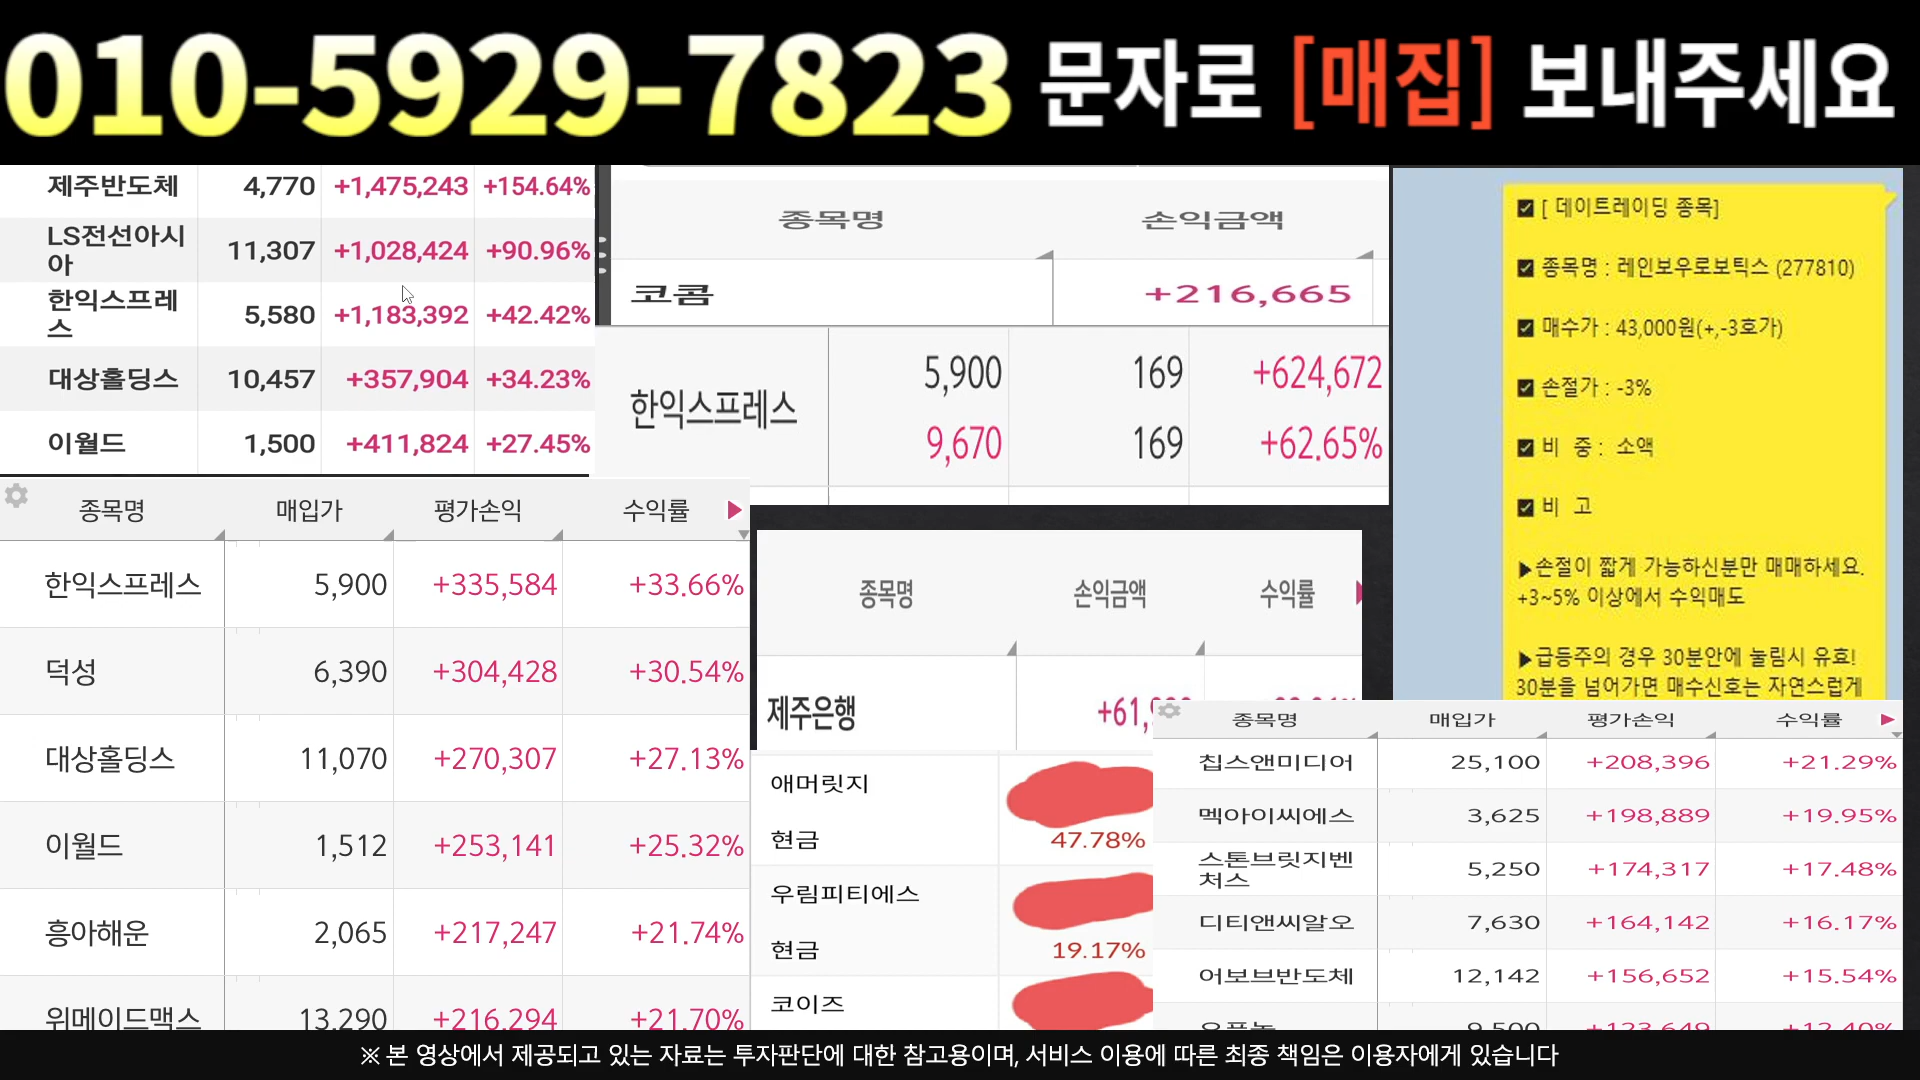 010-5929-7823 문자로 [매집] 보내주세요
제주반도체 4,770 +1,475,243 +154.64%
LS전선아시아 11,307 +1,028,424 +90.96%
한익스프레스 5,580 +1,183,392 +42.42%
대상홀딩스 10,457 +357,904 +34.23%
이월드 1,500 +411,824 +27.45%
종목명 손익금액
코콤 +216,665
한익스프레스
5,900 169 +624,672
9,670 169 +62.65%
☑ [ 데이트레이딩 종목]
☑ 종목명 : 레인보우로보틱스 (277810)
☑ 매수가 : 43,000원(+,-3호가)
☑ 손절가 : -3%
☑ 비 중 : 소액
☑ 비 고
▶손절이 짧게 가능하신분만 매매하세요.
+3~5% 이상에서 수익매도
▶급등주의 경우 30분안에 눌림시 유효!
30분을 넘어가면 매수신호는 자연스럽게
종목명 매입가 평가손익 수익률
한익스프레스 5,900 +335,584 +33.66%
덕성 6,390 +304,428 +30.54%
대상홀딩스 11,070 +270,307 +27.13%
이월드 1,512 +253,141 +25.32%
흥아해운 2,065 +217,247 +21.74%
위메이드맥스 13,290 +216,294 +21.70%
종목명 손익금액 수익률
제주은행 +61,
애머릿지
현금 47.78%
우림피티에스
현금 19.17%
코이즈
종목명 매입가 평가손익 수익률
칩스앤미디어 25,100 +208,396 +21.29%
멕아이씨에스 3,625 +198,889 +19.95%
스톤브릿지벤처스 5,250 +174,317 +17.48%
디티앤씨알오 7,630 +164,142 +16.17%
어보브반도체 12,142 +156,652 +15.54%
※ 본 영상에서 제공되고 있는 자료는 투자판단에 대한 참고용이며, 서비스 이용에 따른 최종 책임은 이용자에게 있습니다